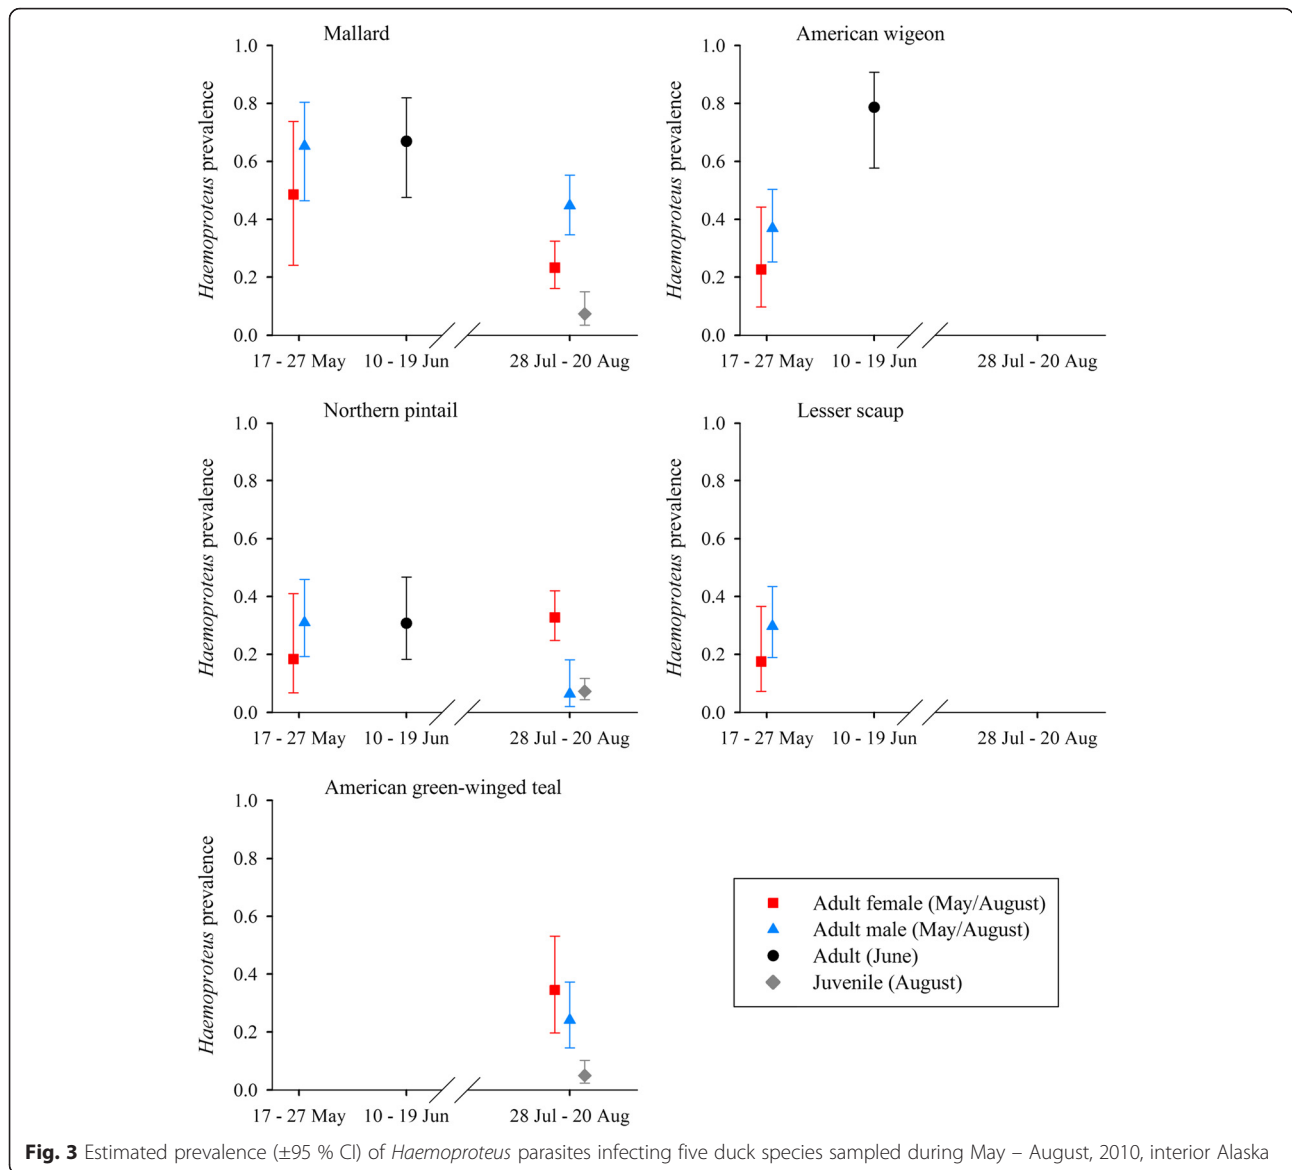 Mallard
1.0
0.8
0.6
0.4
0.2
0.0
Haemoproteus prevalence
17 - 27 May 10 - 19 Jun 28 Jul - 20 Aug
American wigeon
1.0
0.8
0.6
0.4
0.2
0.0
Haemoproteus prevalence
17 - 27 May 10 - 19 Jun 28 Jul - 20 Aug
Northern pintail
1.0
0.8
0.6
0.4
0.2
0.0
Haemoproteus prevalence
17 - 27 May 10 - 19 Jun 28 Jul - 20 Aug
Lesser scaup
1.0
0.8
0.6
0.4
0.2
0.0
Haemoproteus prevalence
17 - 27 May 10 - 19 Jun 28 Jul - 20 Aug
American green-winged teal
1.0
0.8
0.6
0.4
0.2
0.0
Haemoproteus prevalence
17 - 27 May 10 - 19 Jun 28 Jul - 20 Aug
Adult female (May/August)
Adult male (May/August)
Adult (June)
Juvenile (August)
Fig. 3 Estimated prevalence (±95 % CI) of Haemoproteus parasites infecting five duck species sampled during May – August, 2010, interior Alaska